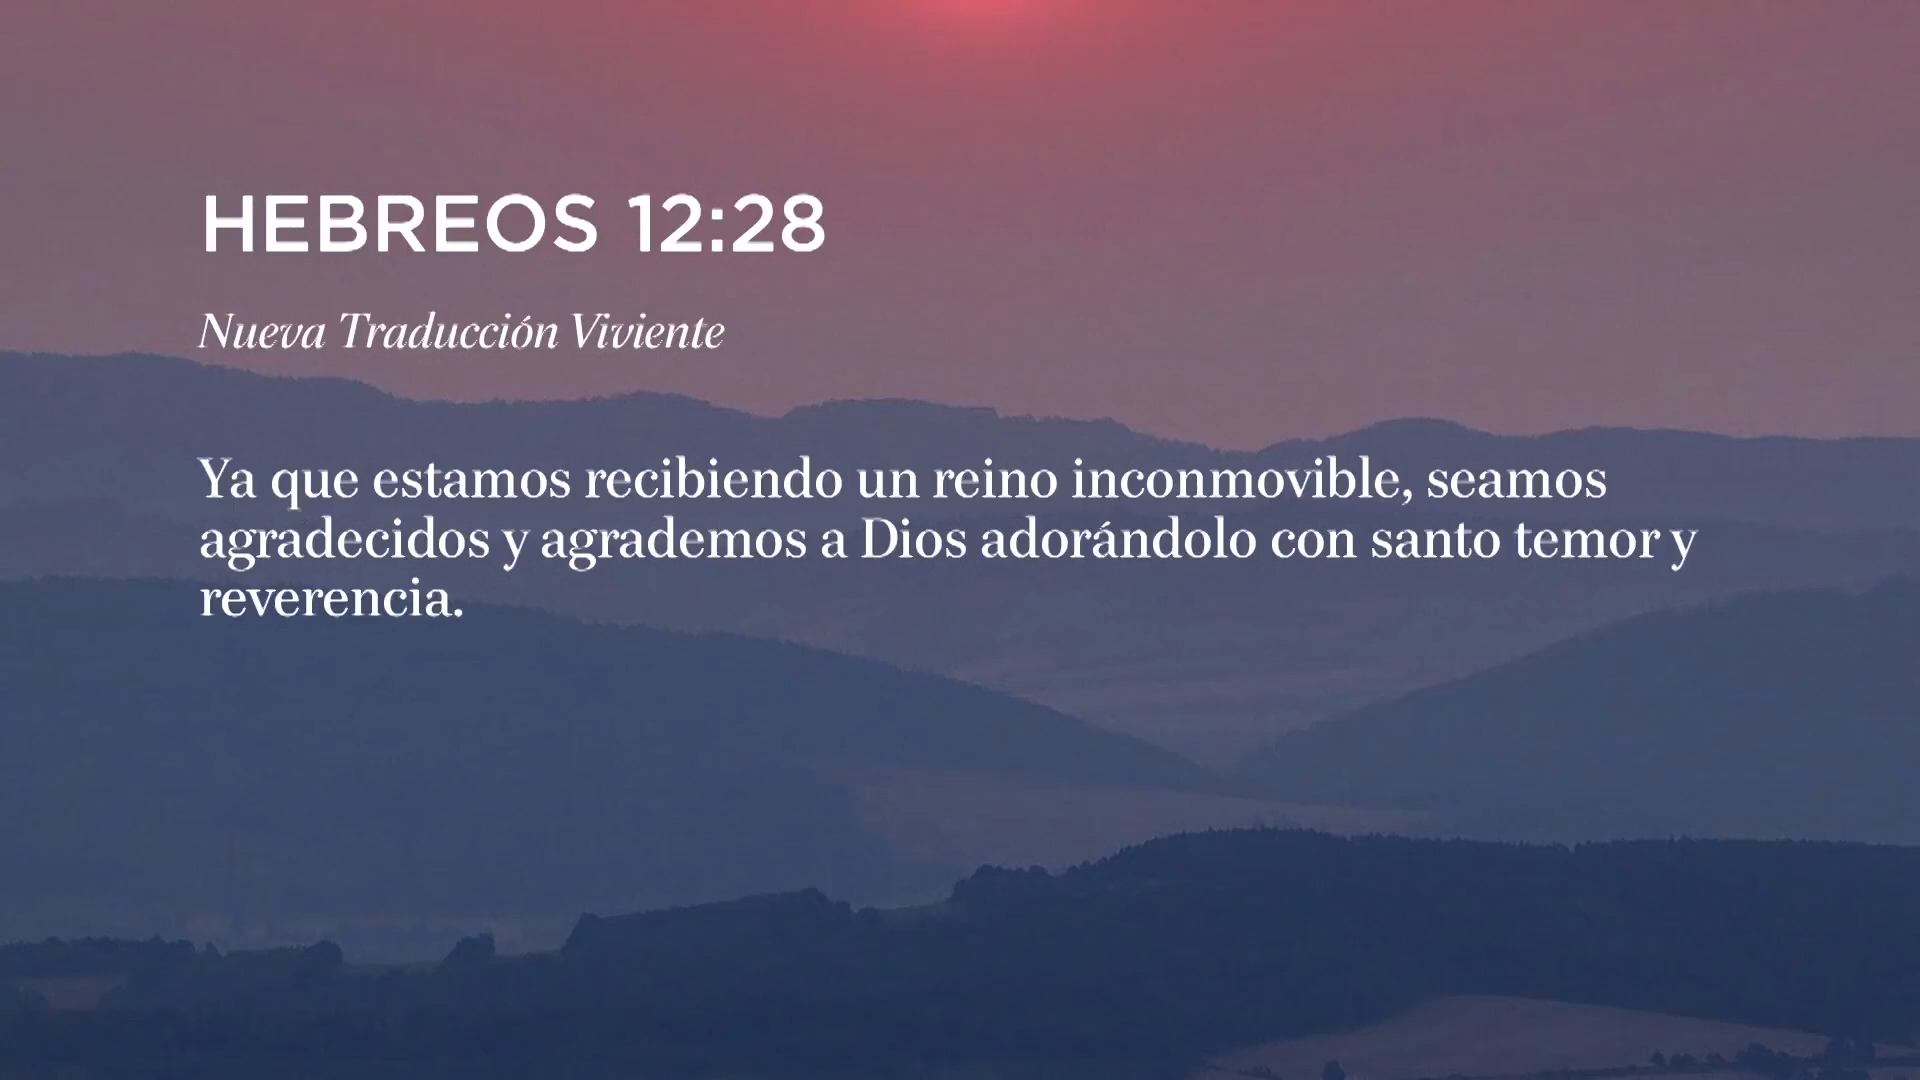 HEBREOS 12:28
Nueva Traducción Viviente
Ya que estamos recibiendo un reino inconmovible, seamos
agradecidos y agrademos a Dios adorándolo con santo temor y
reverencia.